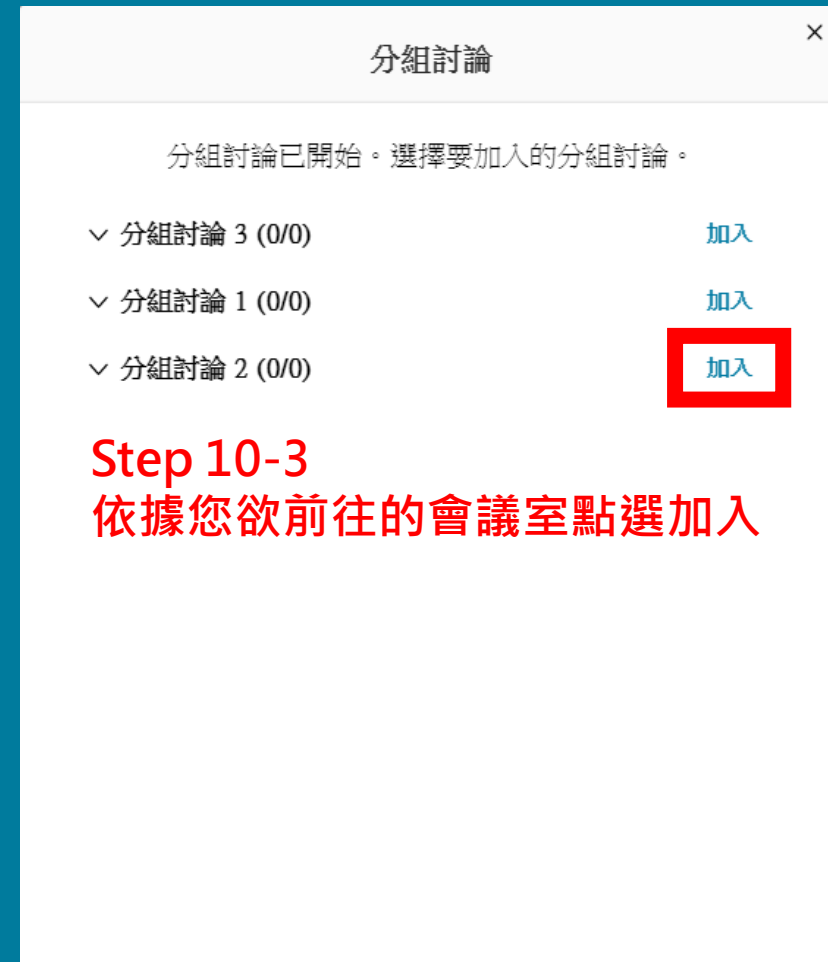 分組討論
分組討論已開始。選擇要加入的分組討論。
分組討論 3 (0/0) 加入
分組討論 1 (0/0) 加入
分組討論 2 (0/0) 加入
Step 10-3
依據您欲前往的會議室點選加入